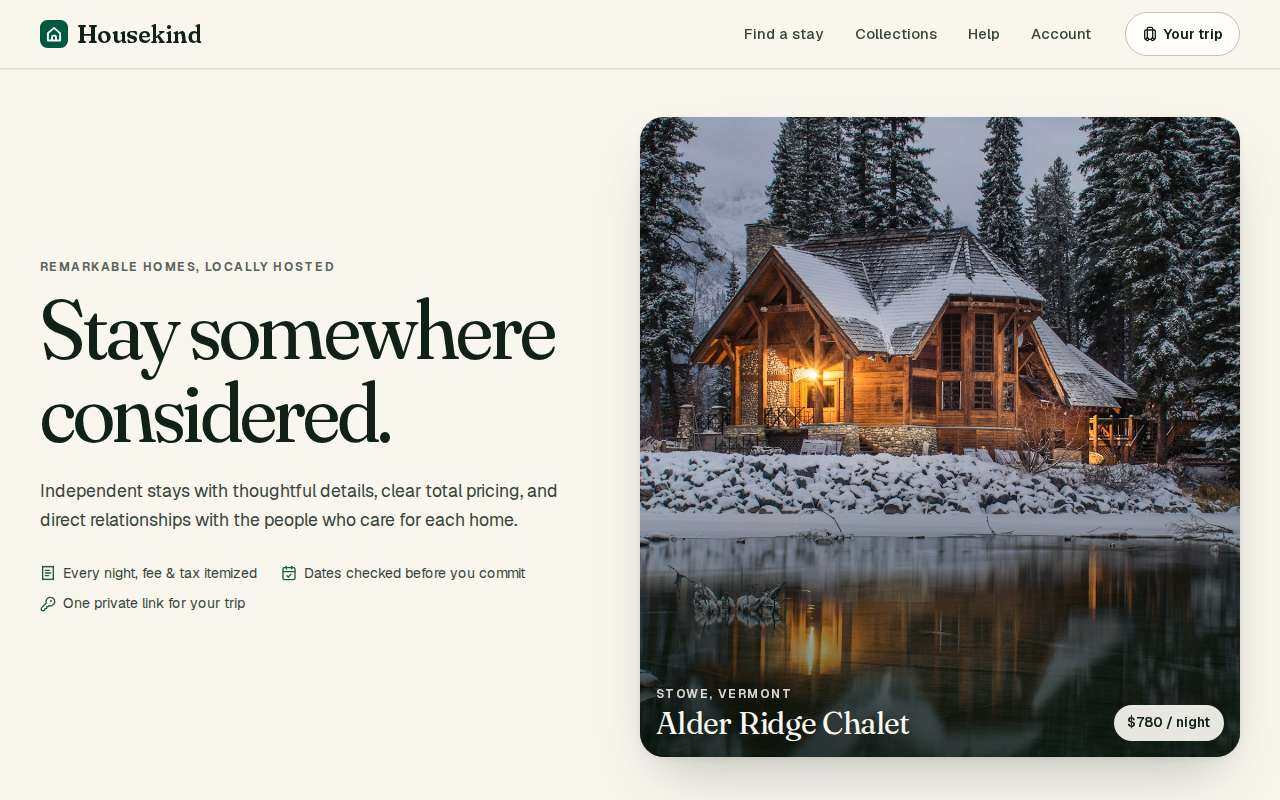 Housekind
Find a stay
Collections
Help
Account
Your trip
REMARKABLE HOMES, LOCALLY HOSTED
Stay somewhere
considered.
Independent stays with thoughtful details, clear total pricing, and
direct relationships with the people who care for each home.
Every night, fee & tax itemized
Dates checked before you commit
One private link for your trip
STOWE, VERMONT
Alder Ridge Chalet
$780 / night